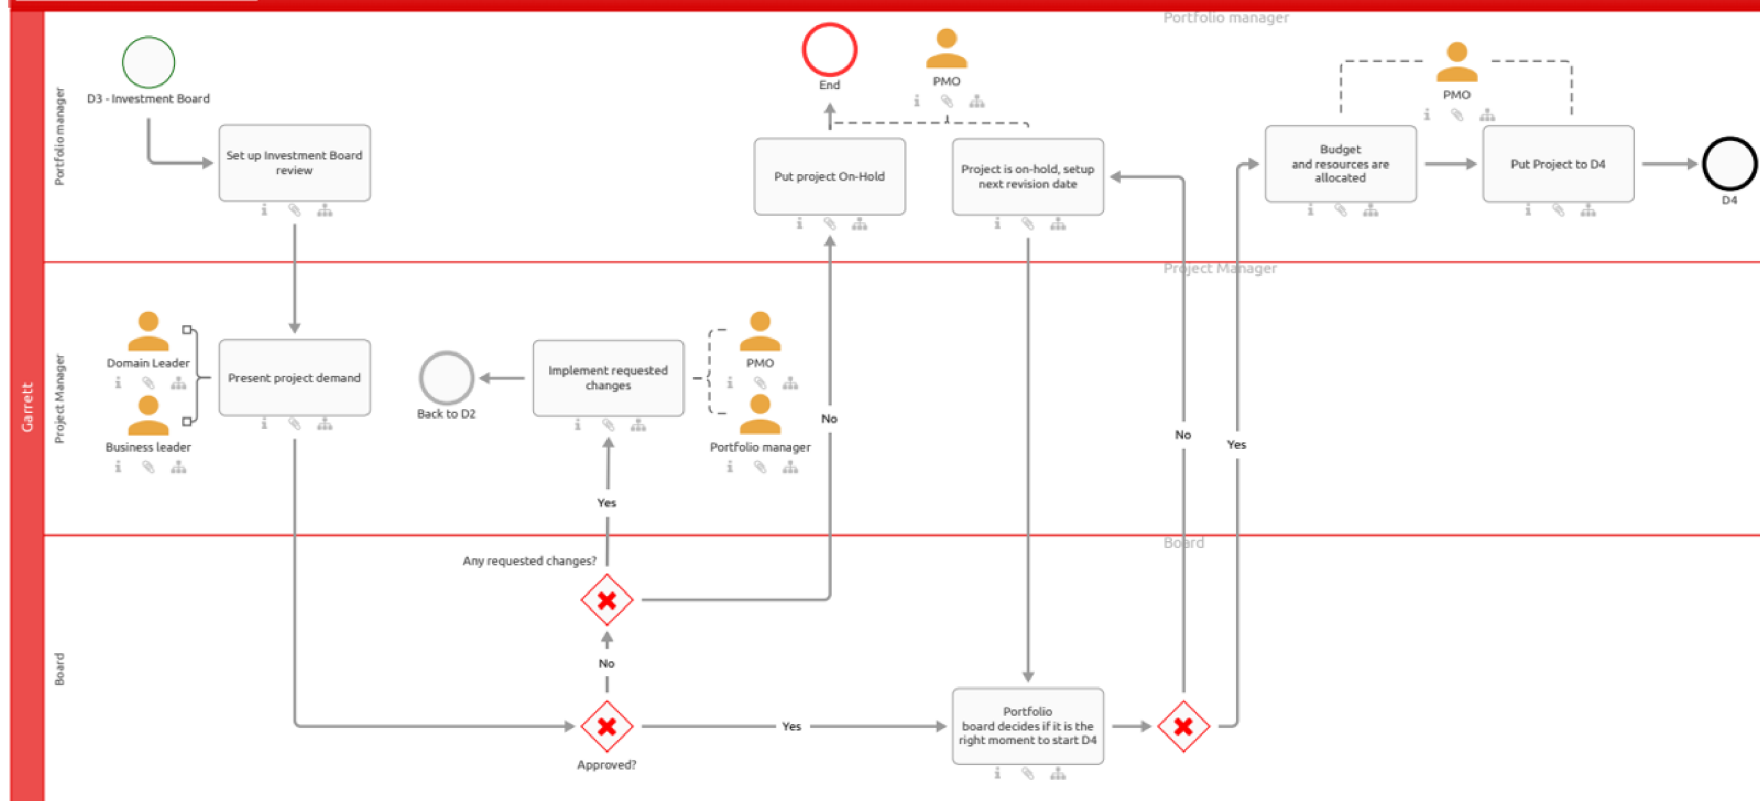 Portfolio manager
D3 - Investment Board
End
PMO
PMO
Portfolio manager
Set up Investment Board
review
Put project On-Hold
Project is on-hold, setup
next revision date
Budget
and resources are
allocated
Put Project to D4
D4
Project Manager
Garrett
Project Manager
Domain Leader
Business leader
Present project demand
Back to D2
Implement requested
changes
PMO
Portfolio manager
No
No
Yes
Yes
Board
Any requested changes?
Board
No
Approved?
Yes
Portfolio
board decides if it is the
right moment to start D4